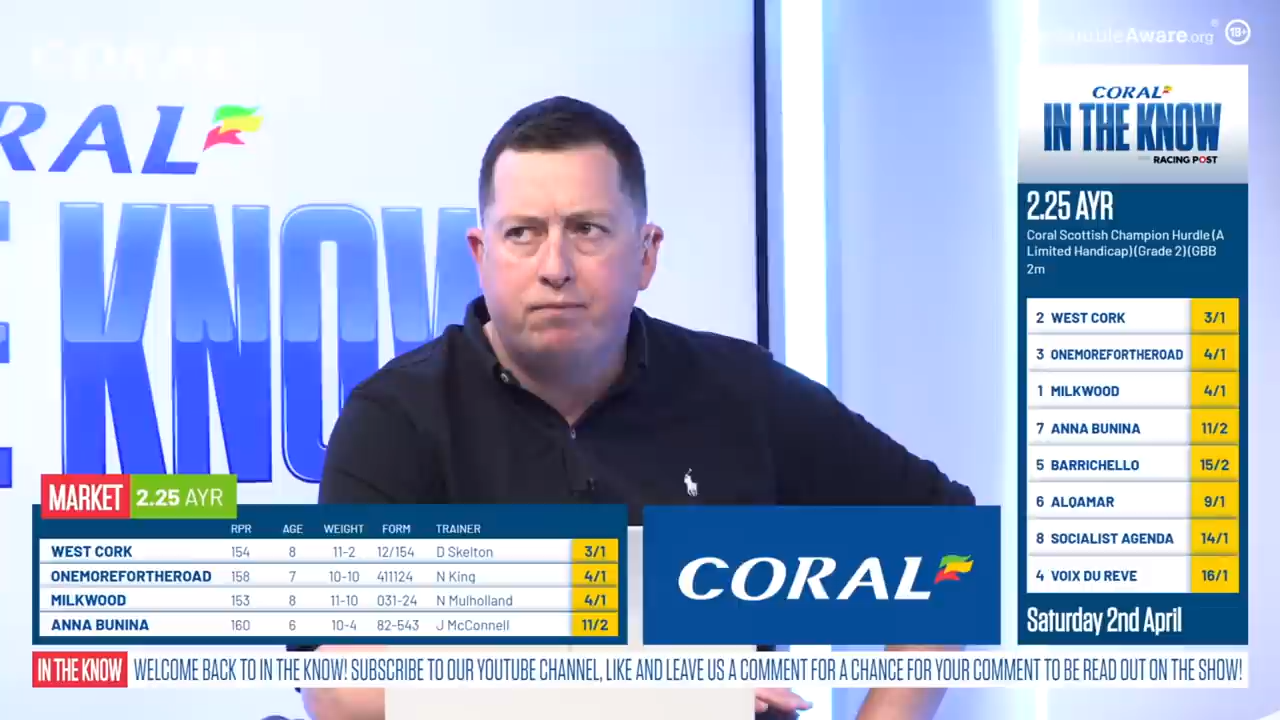 CORAL
AwAre.org
18+
RAL
KNOW
CORAL
IN THE KNOW
RACING POST
2.25 AYR
Coral Scottish Champion Hurdle (A
Limited Handicap) (Grade 2) (GBB
2m
2 WEST CORK 3/1
3 ONEMOREFORTHEROAD 4/1
1 MILKWOOD 4/1
7 ANNA BUNINA 11/2
5 BARRICHELLO 15/2
6 ALQAMAR 9/1
8 SOCIALIST AGENDA 14/1
4 VOIX DU REVE 16/1
Saturday 2nd April
MARKET 2.25 AYR
RPR AGE WEIGHT FORM TRAINER
WEST CORK 154 8 11-2 12/154 D Skelton 3/1
ONEMOREFORTHEROAD 158 7 10-10 411124 N King 4/1
MILKWOOD 153 8 11-10 031-24 N Mulholland 4/1
ANNA BUNINA 160 6 10-4 82-543 J McConnell 11/2
CORAL
IN THE KNOW WELCOME BACK TO IN THE KNOW! SUBSCRIBE TO OUR YOUTUBE CHANNEL, LIKE AND LEAVE US A COMMENT FOR A CHANCE FOR YOUR COMMENT TO BE READ OUT ON THE SHOW!